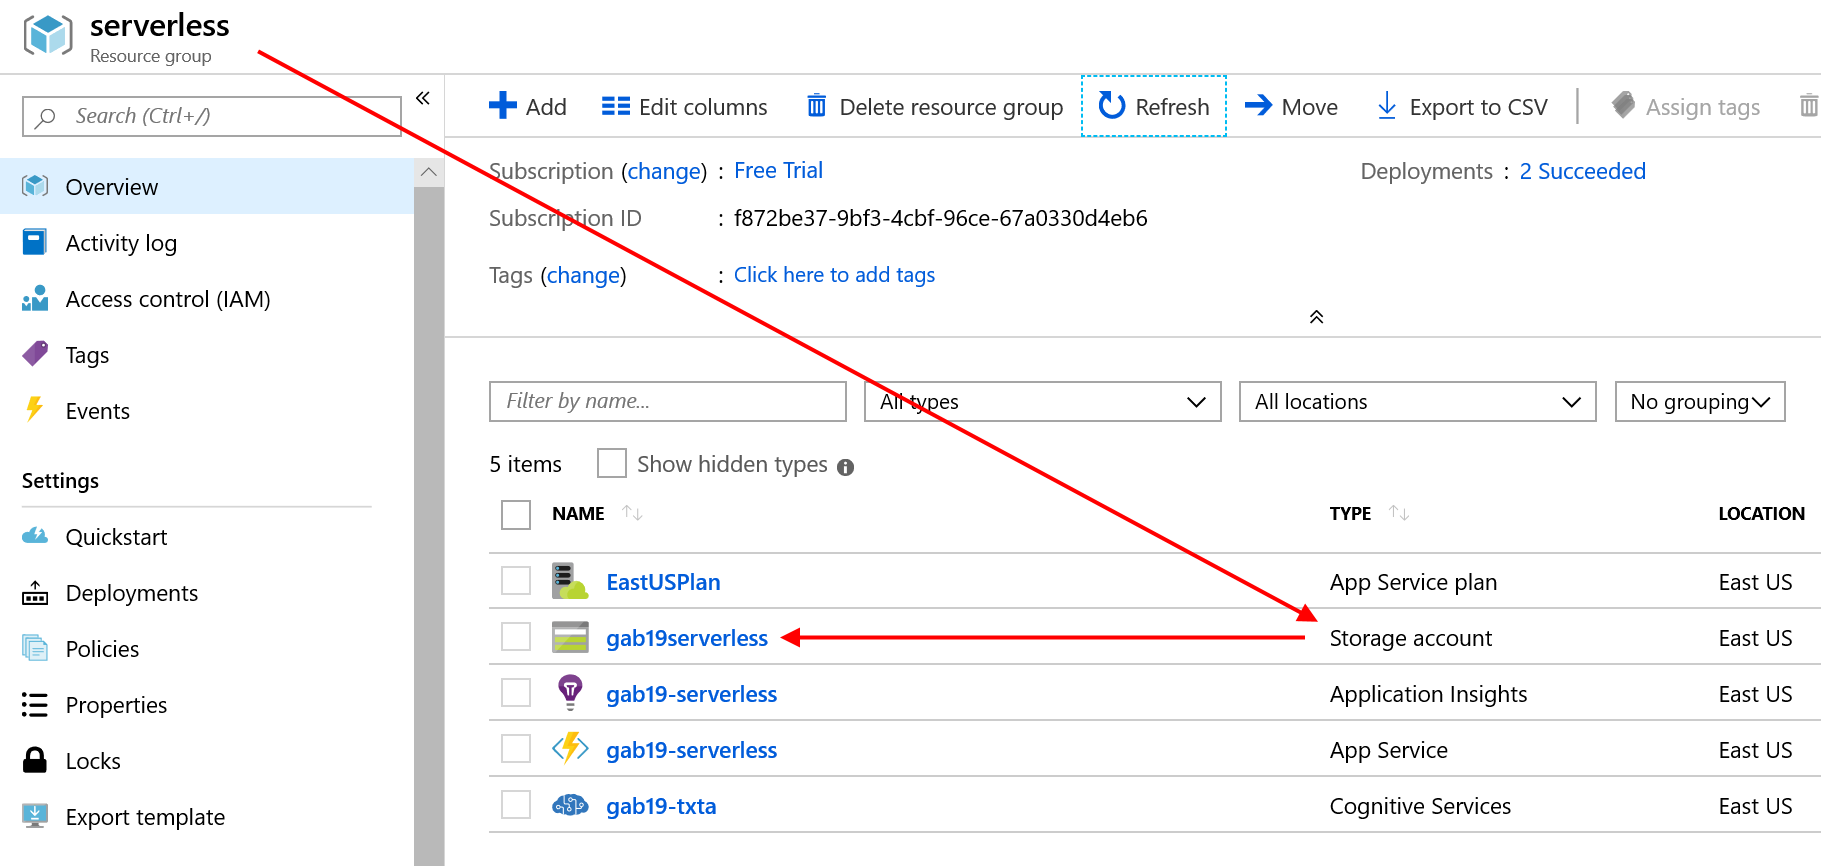 serverless
Resource group
Search (Ctrl+/)
Overview
Activity log
Access control (IAM)
Tags
Events
Settings
Quickstart
Deployments
Policies
Properties
Locks
Export template
Add Edit columns Delete resource group Refresh Move Export to CSV Assign tags
Subscription (change) : Free Trial Deployments : 2 Succeeded
Subscription ID : f872be37-9bf3-4cbf-96ce-67a0330d4eb6
Tags (change) : Click here to add tags
Filter by name... All types All locations No grouping
5 items Show hidden types
NAME TYPE LOCATION
EastUSPlan App Service plan East US
gab19serverless Storage account East US
gab19-serverless Application Insights East US
gab19-serverless App Service East US
gab19-txta Cognitive Services East US